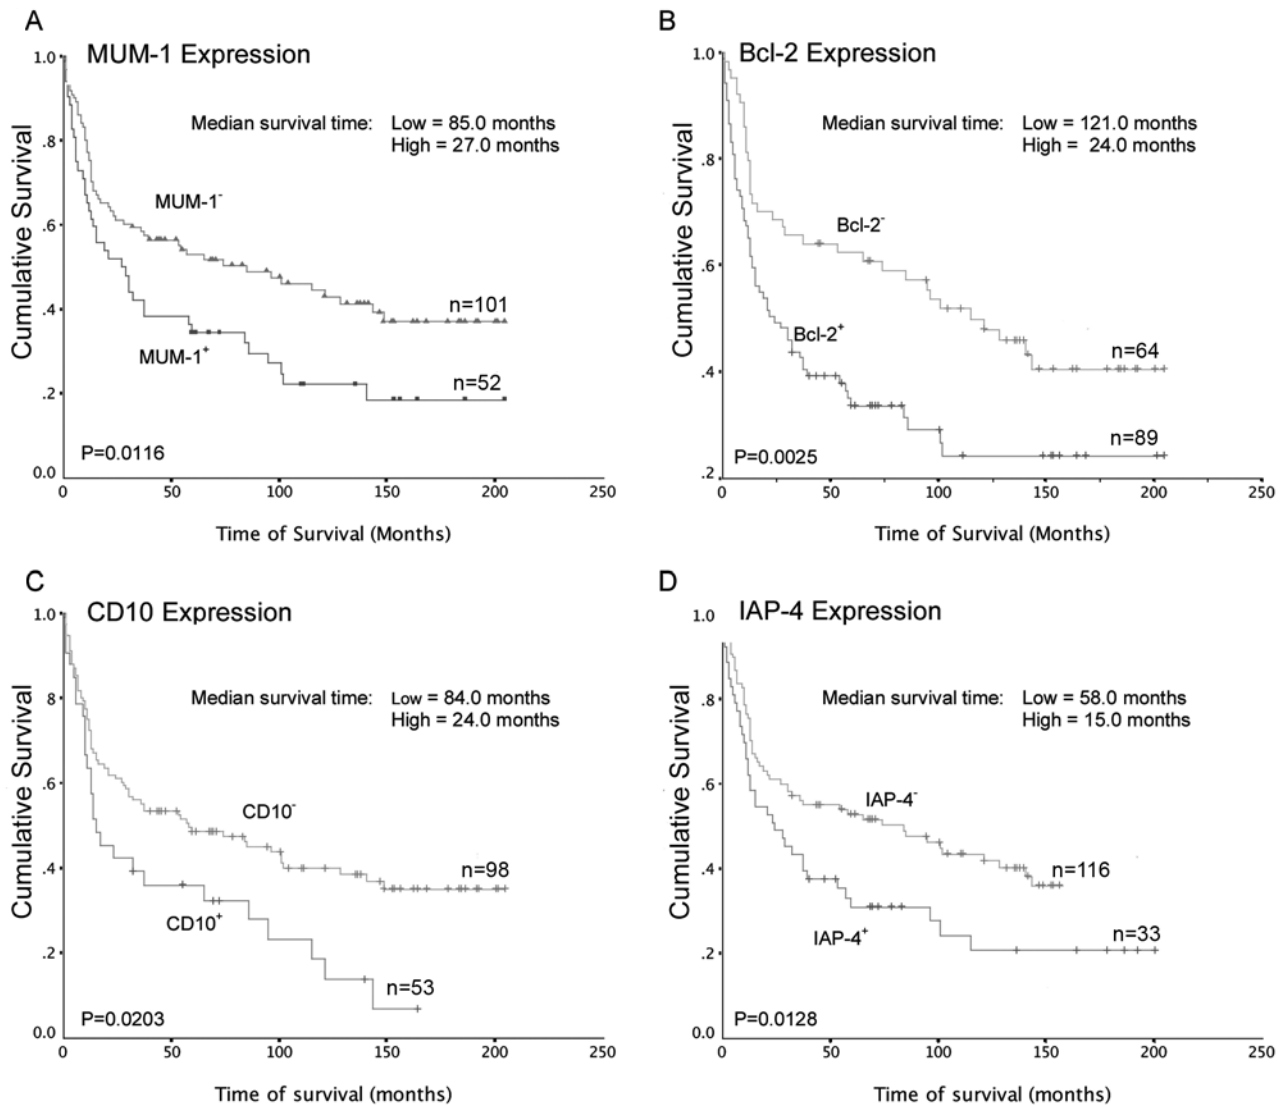 A
MUM-1 Expression
Median survival time: Low = 85.0 months
High = 27.0 months
MUM-1-
MUM-1+
n=101
n=52
P=0.0116
Cumulative Survival
1.0
.8
.6
.4
.2
0.0
0 50 100 150 200 250
Time of Survival (Months)
B
Bcl-2 Expression
Median survival time: Low = 121.0 months
High = 24.0 months
Bcl-2-
Bcl-2+
n=64
n=89
P=0.0025
Cumulative Survival
1.0
.8
.6
.4
.2
0 50 100 150 200 250
Time of Survival (Months)
C
CD10 Expression
Median survival time: Low = 84.0 months
High = 24.0 months
CD10-
CD10+
n=98
n=53
P=0.0203
Cumulative Survival
1.0
.8
.6
.4
.2
0.0
0 50 100 150 200 250
Time of survival (months)
D
IAP-4 Expression
Median survival time: Low = 58.0 months
High = 15.0 months
IAP-4-
IAP-4+
n=116
n=33
P=0.0128
Cumulative Survival
1.0
.8
.6
.4
.2
0.0
0 50 100 150 200 250
Time of survival (months)